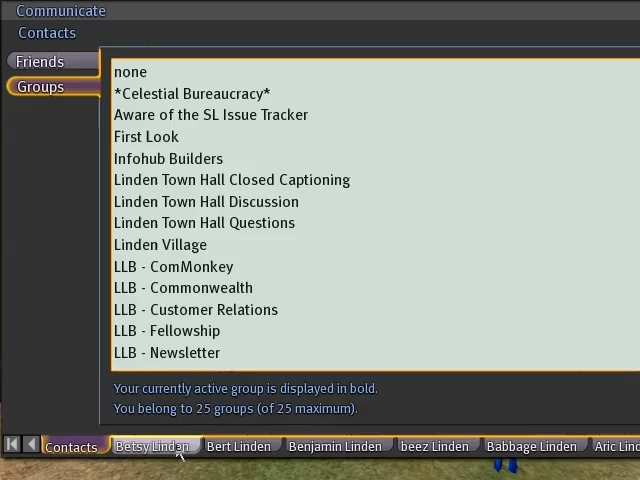 Communicate
Contacts
Friends
Groups
none
*Celestial Bureaucracy*
Aware of the SL Issue Tracker
First Look
Infohub Builders
Linden Town Hall Closed Captioning
Linden Town Hall Discussion
Linden Town Hall Questions
Linden Village
LLB - ComMonkey
LLB - Commonwealth
LLB - Customer Relations
LLB - Fellowship
LLB - Newsletter
Your currently active group is displayed in bold.
You belong to 25 groups (of 25 maximum).
Contacts Betsy Linden Bert Linden Benjamin Linden beez Linden Babbage Linden Aric Lind